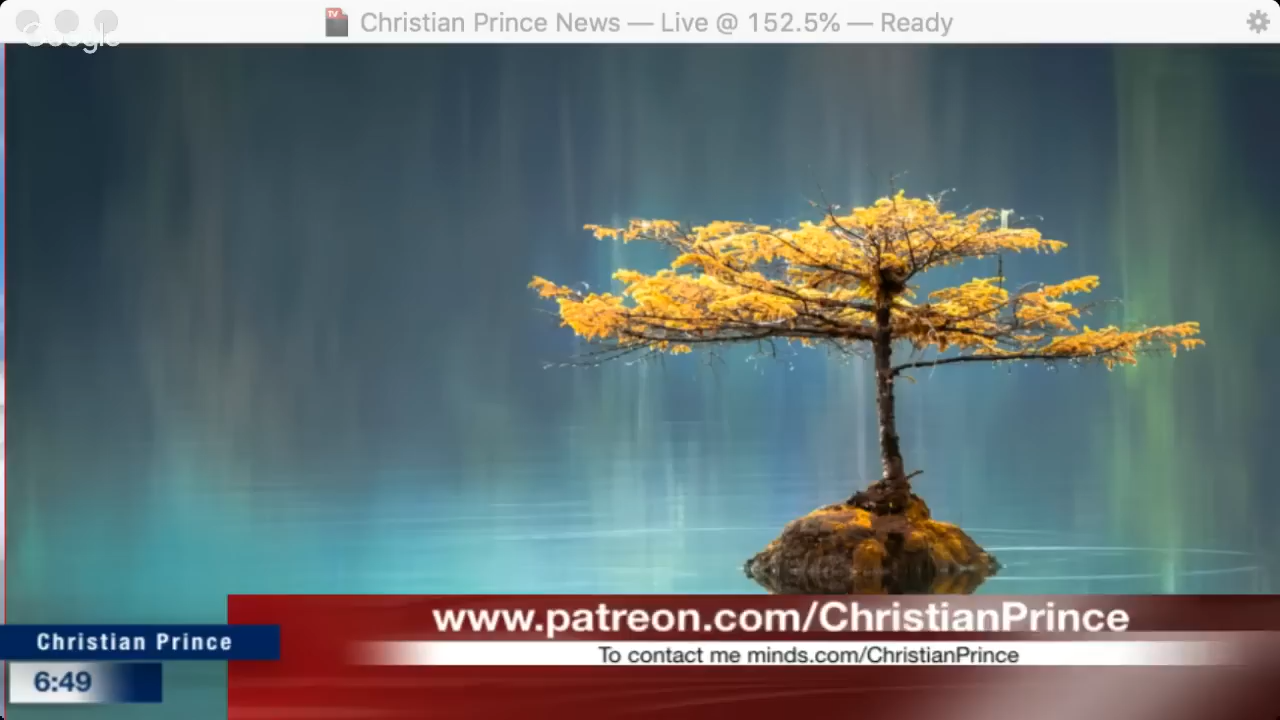 Christian Prince News — Live @ 152.5% — Ready
Google
www.patreon.com/ChristianPrince
Christian Prince
To contact me minds.com/ChristianPrince
6:49